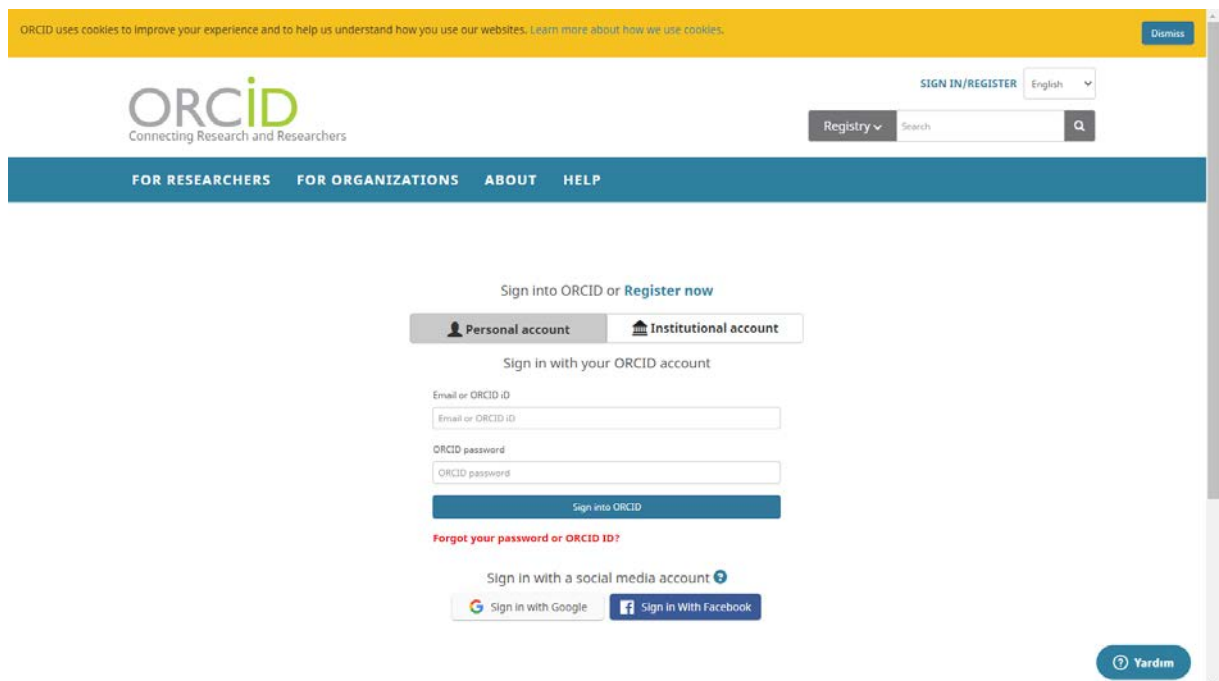 ORCID uses cookies to improve your experience and to help us understand how you use our websites. Learn more about how we use cookies.
Dismiss
SIGN IN/REGISTER English
ORCiD
Connecting Research and Researchers
Registry Search
FOR RESEARCHERS FOR ORGANIZATIONS ABOUT HELP
Sign into ORCID or Register now
Personal account Institutional account
Sign in with your ORCID account
Email or ORCID iD
Email or ORCID iD
ORCID password
ORCID password
Sign into ORCID
Forgot your password or ORCID ID?
Sign in with a social media account ?
Sign in with Google Sign in With Facebook
? Yardım